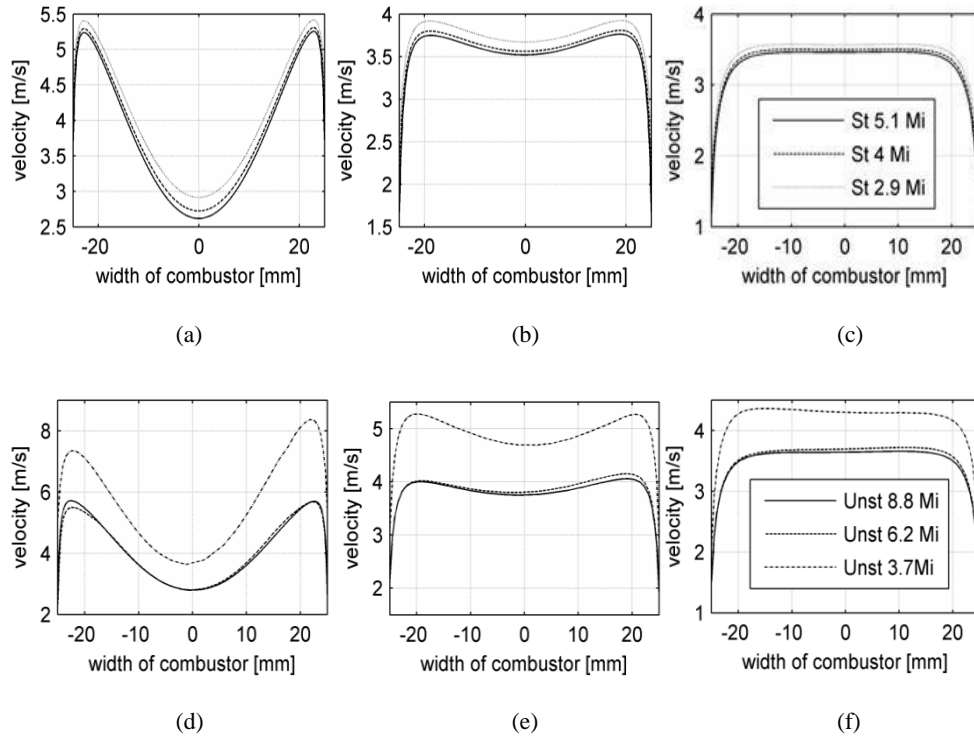 5.5
5
4.5
4
3.5
3
2.5
velocity [m/s]
-20 0 20
width of combustor [mm]
(a)
4
3.5
3
2.5
2
1.5
velocity [m/s]
-20 0 20
width of combustor [mm]
(b)
4
3
2
1
velocity [m/s]
St 5.1 Mi
St 4 Mi
St 2.9 Mi
-20 -10 0 10 20
width of combustor [mm]
(c)
8
6
4
2
velocity [m/s]
-20 -10 0 10 20
width of combustor [mm]
(d)
5
4
3
2
velocity [m/s]
-20 -10 0 10 20
width of combustor [mm]
(e)
4
3
2
1
velocity [m/s]
Unst 8.8 Mi
Unst 6.2 Mi
Unst 3.7Mi
-20 -10 0 10 20
width of combustor [mm]
(f)